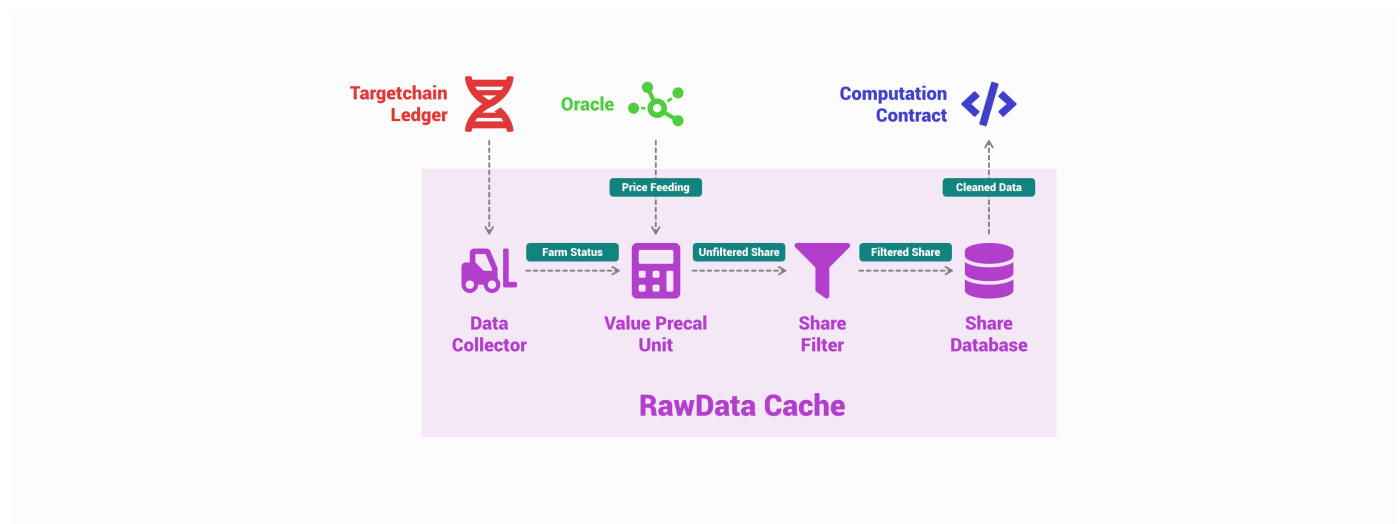 Targetchain
Ledger
Oracle
Computation
Contract
Price Feeding
Cleaned Data
Farm Status
Unfiltered Share
Filtered Share
Data
Collector
Value Precal
Unit
Share
Filter
Share
Database
RawData Cache